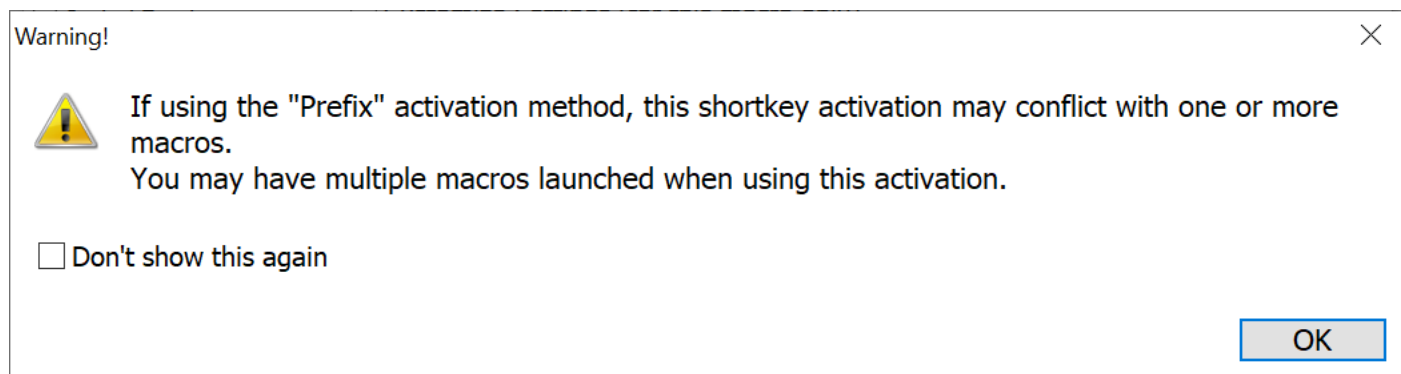 Warning!
If using the "Prefix" activation method, this shortkey activation may conflict with one or more
macros.
You may have multiple macros launched when using this activation.
Don't show this again
OK